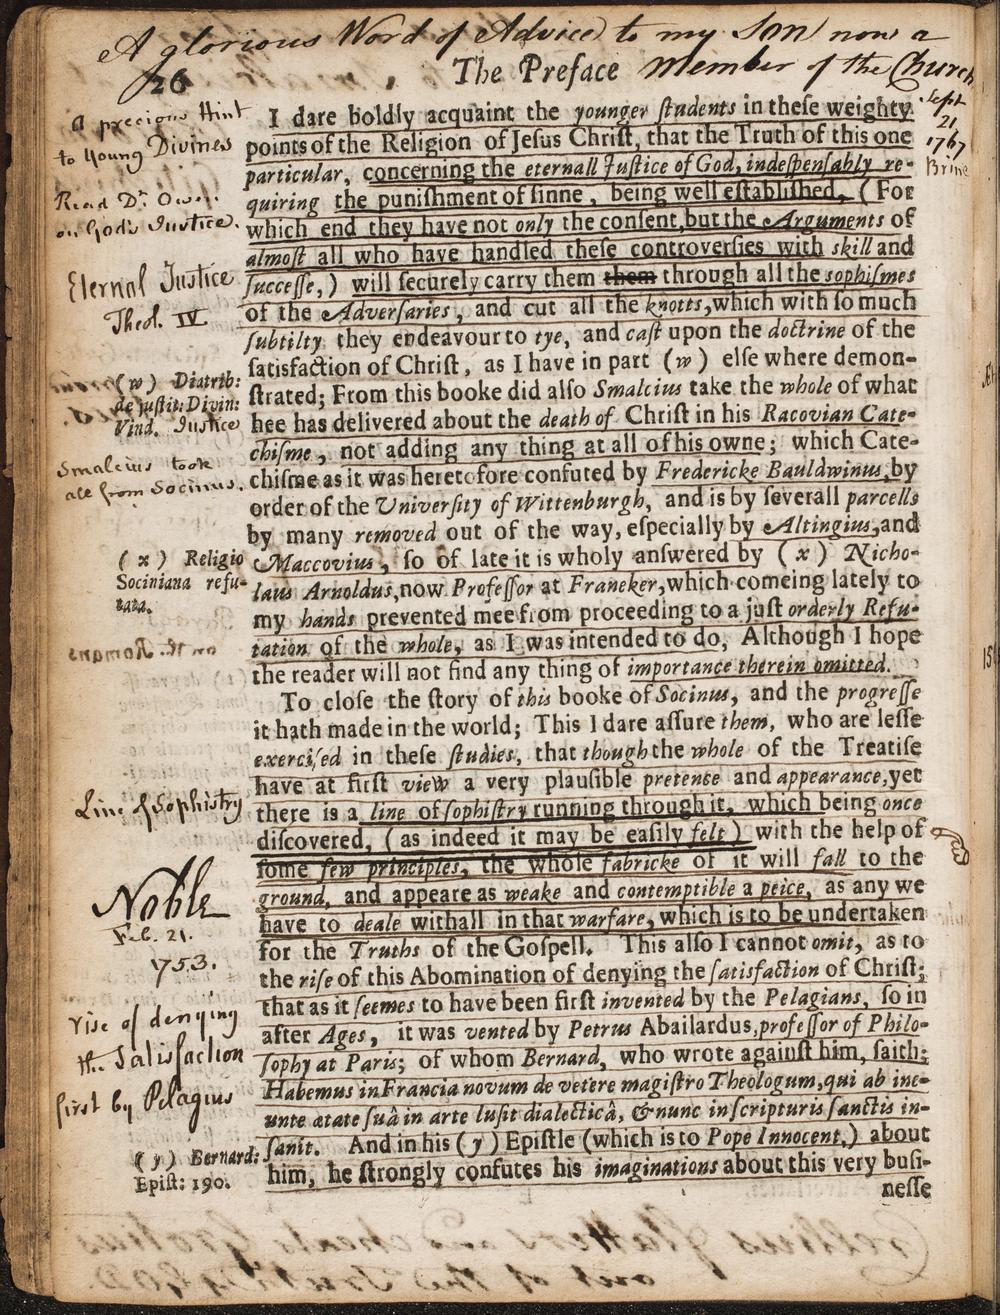 A glorious Word of Advice to my Son now a
26 The Preface Member of the Church
Sept
21
1767
Brine
a precious Hint
to young Divines
Read Dr. Owen
on God's Justice.
Eternal Justice
Theol. IV
(w) Diatrib:
de justit: Divin:
Vind. Justice
Smalcius took
all from Socinus.
(x) Religio
Sociniana refu-
tata.
Line of Sophistry
Noble
Feb. 21.
1753.
rise of denying
the Satisfaction
first by Pelagius
(y) Bernard:
Epist: 190.
I dare boldly acquaint the younger ſtudents in theſe weighty
points of the Religion of Jeſus Chriſt, that the Truth of this one
particular, concerning the eternall Juſtice of God, indeſpenſably re-
quiring the puniſhment of ſinne, being well eſtabliſhed, (For
which end they have not only the conſent, but the Arguments of
almoſt all who have handled theſe controverſies with skill and
ſucceſſe,) will ſecurely carry them them through all the ſophiſmes
of the Adverſaries, and cut all the knotts, which with ſo much
ſubtilty they endeavour to tye, and caſt upon the doctrine of the
ſatisfaction of Chriſt, as I have in part (w) elſe where demon-
ſtrated; From this booke did alſo Smalcius take the whole of what
hee has delivered about the death of Chriſt in his Racovian Cate-
chiſme, not adding any thing at all of his owne; which Cate-
chiſme as it was heretofore confuted by Fredericke Bauldwinus, by
order of the Univerſity of Wittenburgh, and is by ſeverall parcells
by many removed out of the way, eſpecially by Altingius, and
Maccovius, ſo of late it is wholy anſwered by (x) Nicho-
laus Arnoldus, now Profeſſor at Franeker, which comeing lately to
my hands prevented mee from proceeding to a juſt orderly Refu-
tation of the whole, as I was intended to do, Although I hope
the reader will not find any thing of importance therein omitted.
To cloſe the ſtory of this booke of Socinus, and the progreſſe
it hath made in the world; This I dare aſſure them, who are leſſe
exerciſed in theſe ſtudies, that though the whole of the Treatiſe
have at firſt view a very plauſible pretence and appearance, yet
there is a line of ſophiſtry running through it, which being once
diſcovered, (as indeed it may be eaſily felt) with the help of
ſome few principles, the whole fabricke of it will fall to the
ground, and appeare as weake and contemptible a peice, as any we
have to deale withall in that warfare, which is to be undertaken
for the Truths of the Goſpell. This alſo I cannot omit, as to
the riſe of this Abomination of denying the ſatisfaction of Chriſt;
that as it ſeemes to have been firſt invented by the Pelagians, ſo in
after Ages, it was vented by Petrus Abailardus, profeſſor of Philo-
ſophy at Paris; of whom Bernard, who wrote againſt him, ſaith;
Habemus in Francia novum de vetere magiſtro Theologum, qui ab ine-
unte ætate ſuâ in arte luſit dialecticâ, & nunc in ſcripturis ſanctis in-
ſanit. And in his (y) Epiſtle (which is to Pope Innocent,) about
him, he ſtrongly confutes his imaginations about this very buſi-
neſſe